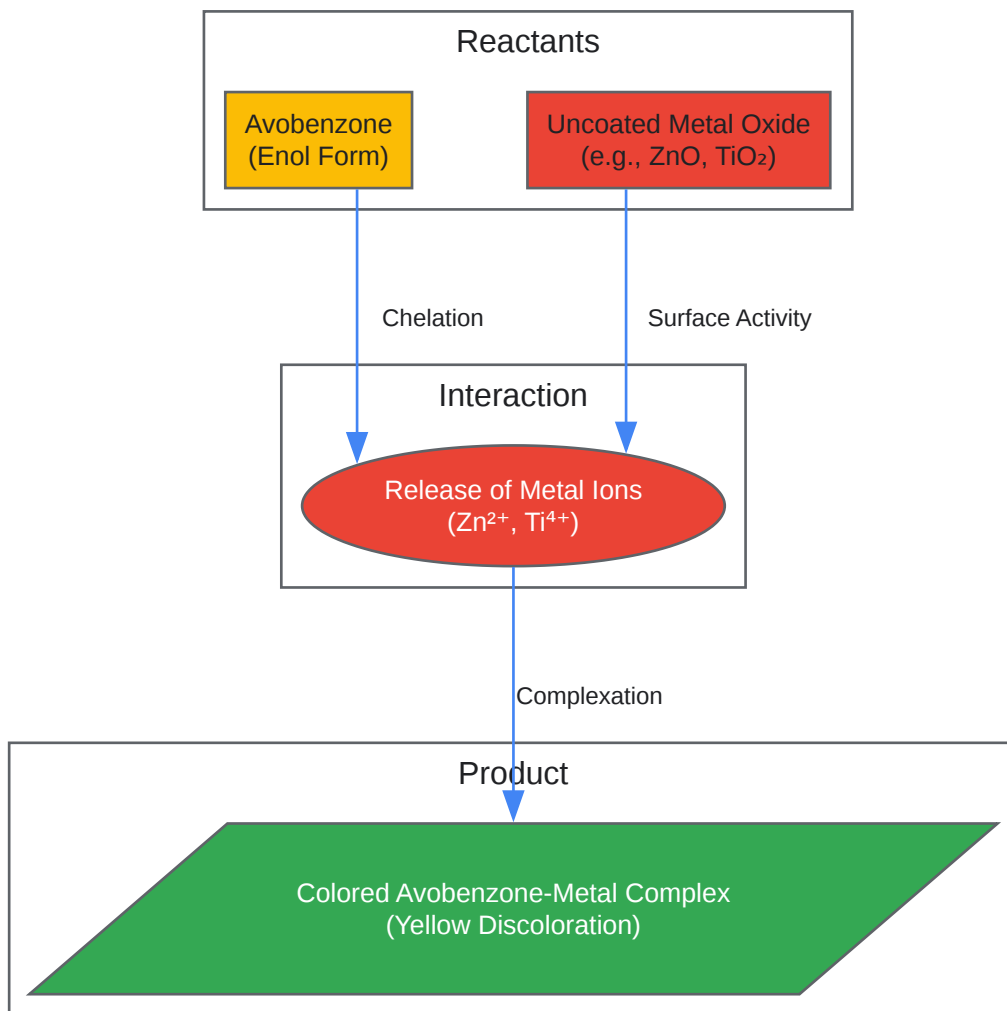 Reactants
Avobenzone
(Enol Form)
Uncoated Metal Oxide
(e.g., ZnO, TiO₂)
Chelation
Surface Activity
Interaction
Release of Metal Ions
(Zn²⁺, Ti⁴⁺)
Complexation
Product
Colored Avobenzone-Metal Complex
(Yellow Discoloration)